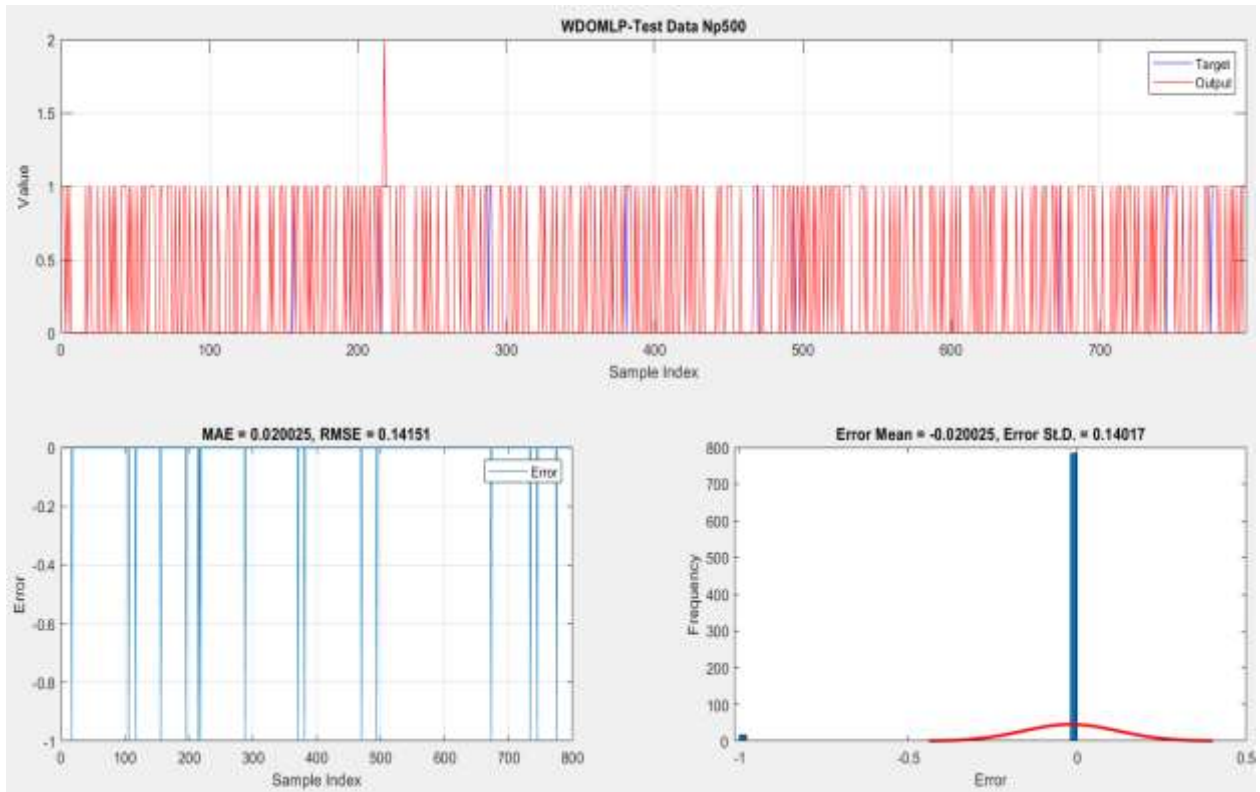 WDOMLP-Test Data Np500
2
1.5
1
0.5
0
Value
Target
Output
0 100 200 300 400 500 600 700
Sample Index
MAE = 0.020025, RMSE = 0.14151
0
-0.2
-0.4
-0.6
-0.8
-1
Error
Error
0 100 200 300 400 500 600 700 800
Sample Index
Error Mean = -0.020025, Error St.D. = 0.14017
800
700
600
500
400
300
200
100
0
Frequency
-1 -0.5 0 0.5
Error